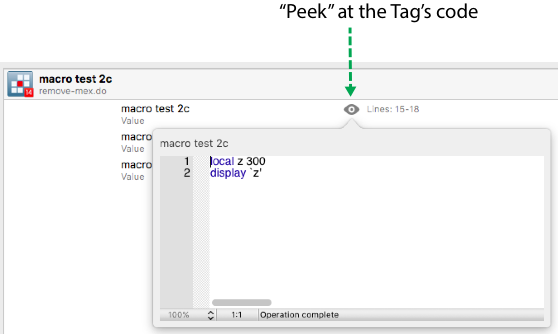 “Peek” at the Tag’s code
macro test 2c
remove-mex.do
14
macro test 2c
Lines: 15-18
Value
macro
Value
macro
Value
macro test 2c
1 local z 300
2 display `z'
100%
1:1
Operation complete